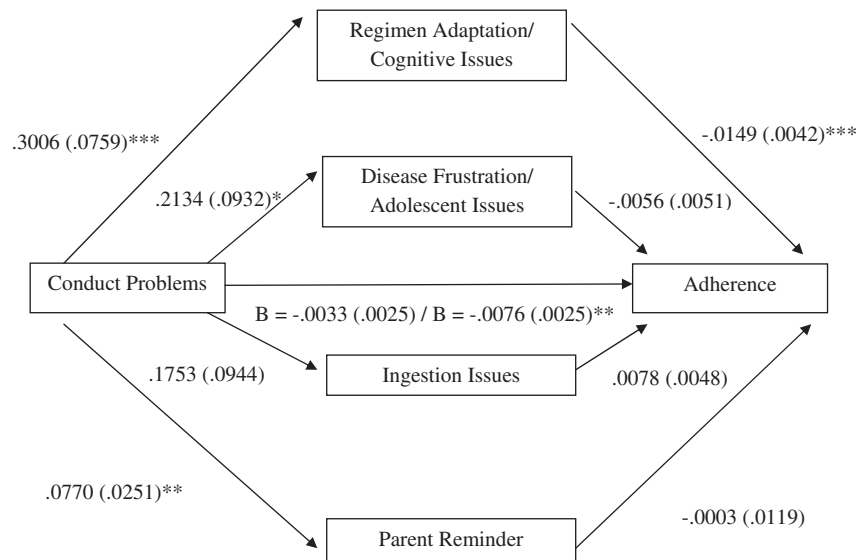 Regimen Adaptation/
Cognitive Issues
.3006 (.0759)***
-.0149 (.0042)***
Disease Frustration/
Adolescent Issues
.2134 (.0932)*
-.0056 (.0051)
Conduct Problems
Adherence
B = -.0033 (.0025) / B = -.0076 (.0025)**
.1753 (.0944)
Ingestion Issues
.0078 (.0048)
.0770 (.0251)**
Parent Reminder
-.0003 (.0119)